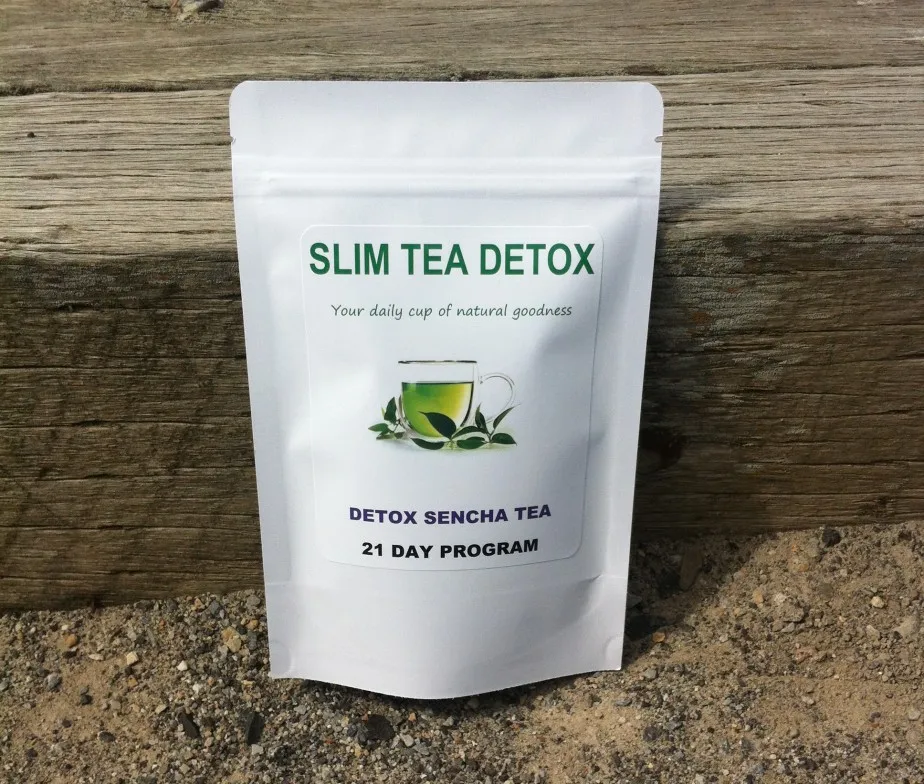 SLIM TEA DETOX
Your daily cup of natural goodness
DETOX SENCHA TEA
21 DAY PROGRAM